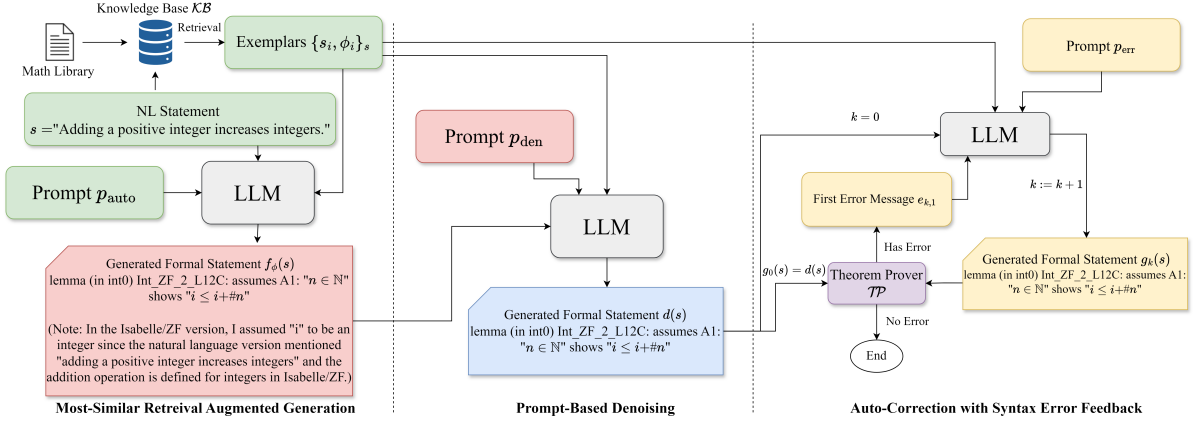 Knowledge Base 𝒦ℬ
Math Library
Retrieval
Exemplars {sᵢ, ϕᵢ}ₛ
NL Statement
s ="Adding a positive integer increases integers."
Prompt p_auto
LLM
Generated Formal Statement f_ϕ(s)
lemma (in int0) Int_ZF_2_L12C: assumes A1: "n ∈ ℕ"
shows "i ≤ i+#n"
(Note: In the Isabelle/ZF version, I assumed "i" to be an
integer since the natural language version mentioned
"adding a positive integer increases integers" and the
addition operation is defined for integers in Isabelle/ZF.)
Most-Similar Retreival Augmented Generation
Prompt p_den
LLM
Generated Formal Statement d(s)
lemma (in int0) Int_ZF_2_L12C: assumes A1:
"n ∈ ℕ" shows "i ≤ i+#n"
Prompt-Based Denoising
Prompt p_err
k = 0
LLM
k := k + 1
First Error Message e_{k,1}
Has Error
g₀(s) = d(s)
Theorem Prover
𝒯𝒫
No Error
End
Generated Formal Statement g_k(s)
lemma (in int0) Int_ZF_2_L12C: assumes A1:
"n ∈ ℕ" shows "i ≤ i+#n"
Auto-Correction with Syntax Error Feedback